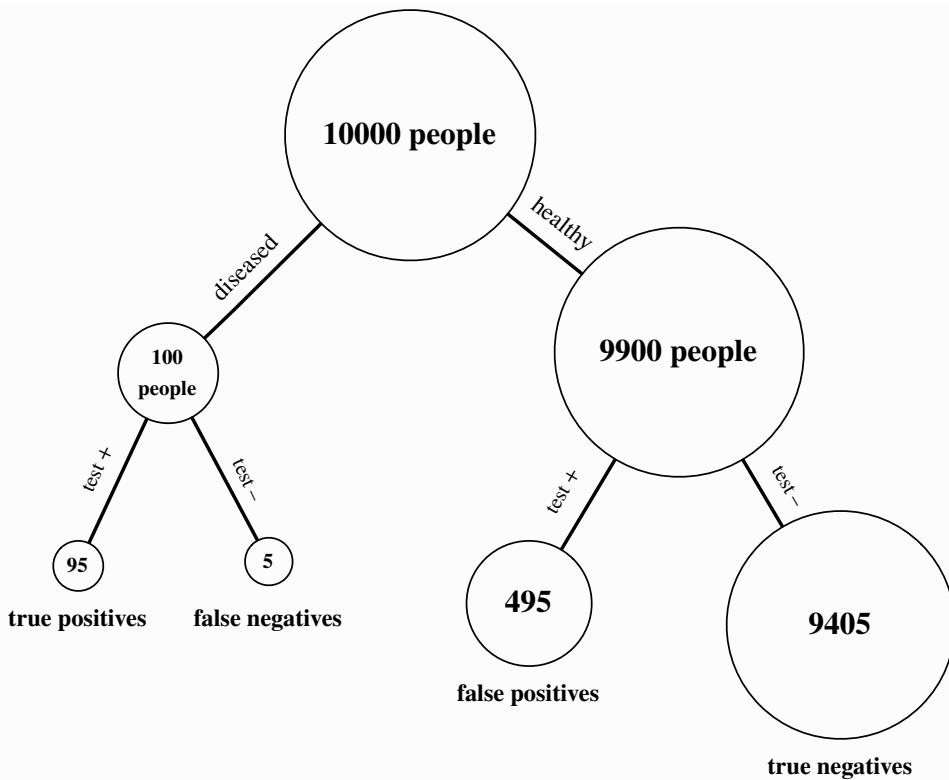 10000 people
diseased
healthy
100
people
9900 people
test +
test –
test +
test –
95
5
495
9405
true positives
false negatives
false positives
true negatives